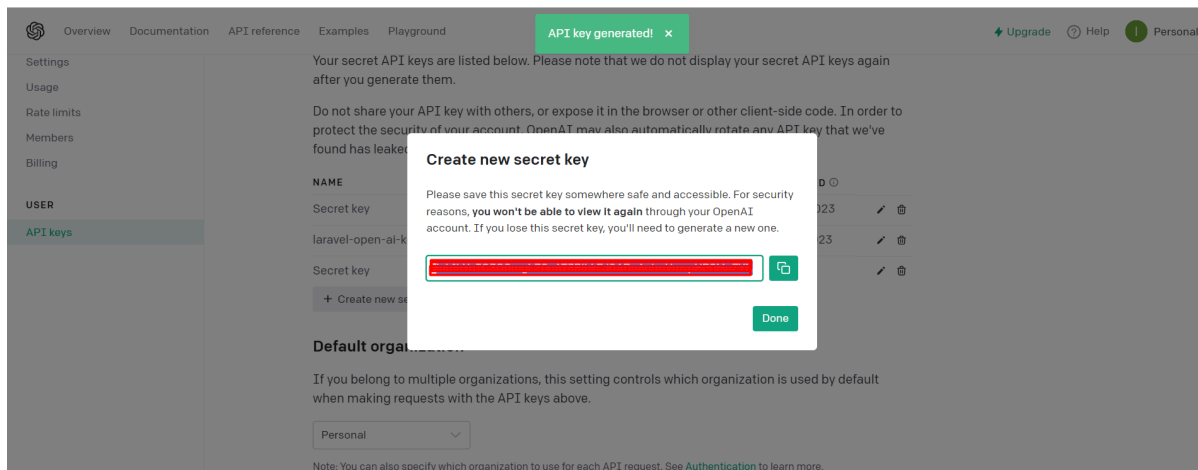 Overview Documentation API reference Examples Playground API key generated! × Upgrade ? Help I Personal
Settings
Usage
Rate limits
Members
Billing
USER
API keys
Your secret API keys are listed below. Please note that we do not display your secret API keys again
after you generate them.
Do not share your API key with others, or expose it in the browser or other client-side code. In order to
protect the security of your account, OpenAI may also automatically rotate any API key that we've
found has leaked
NAME
Secret key
laravel-open-ai-k
Secret key
+ Create new se
Create new secret key
Please save this secret key somewhere safe and accessible. For security
reasons, you won't be able to view it again through your OpenAI
account. If you lose this secret key, you'll need to generate a new one.
Done
D
023
23
Default organization
If you belong to multiple organizations, this setting controls which organization is used by default
when making requests with the API keys above.
Personal
Note: You can also specify which organization to use for each API request. See Authentication to learn more.